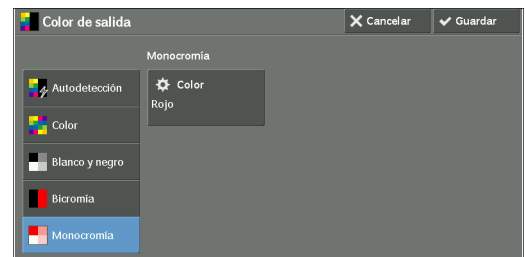 Color de salida
Cancelar
Guardar
Monocromía
Autodetección
Color
Blanco y negro
Bicromía
Monocromía
Color
Rojo